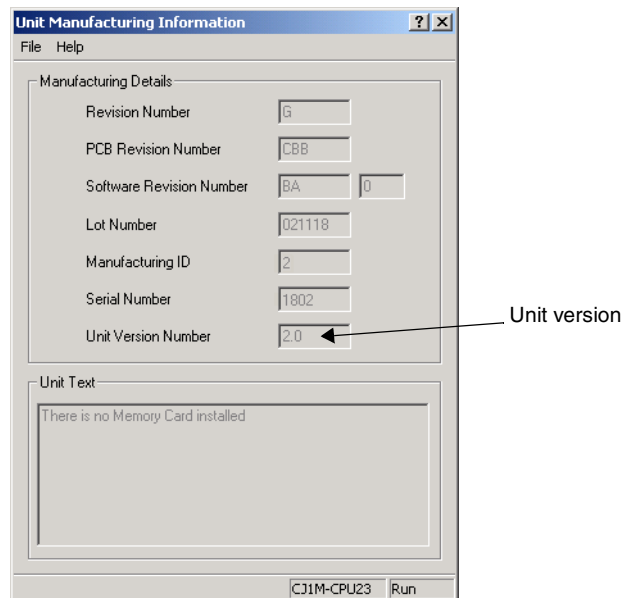 Unit Manufacturing Information
File Help
Manufacturing Details
Revision Number G
PCB Revision Number CBB
Software Revision Number BA 0
Lot Number 021118
Manufacturing ID 2
Serial Number 1802
Unit Version Number 2.0
Unit version
Unit Text
There is no Memory Card installed
CJ1M-CPU23 Run